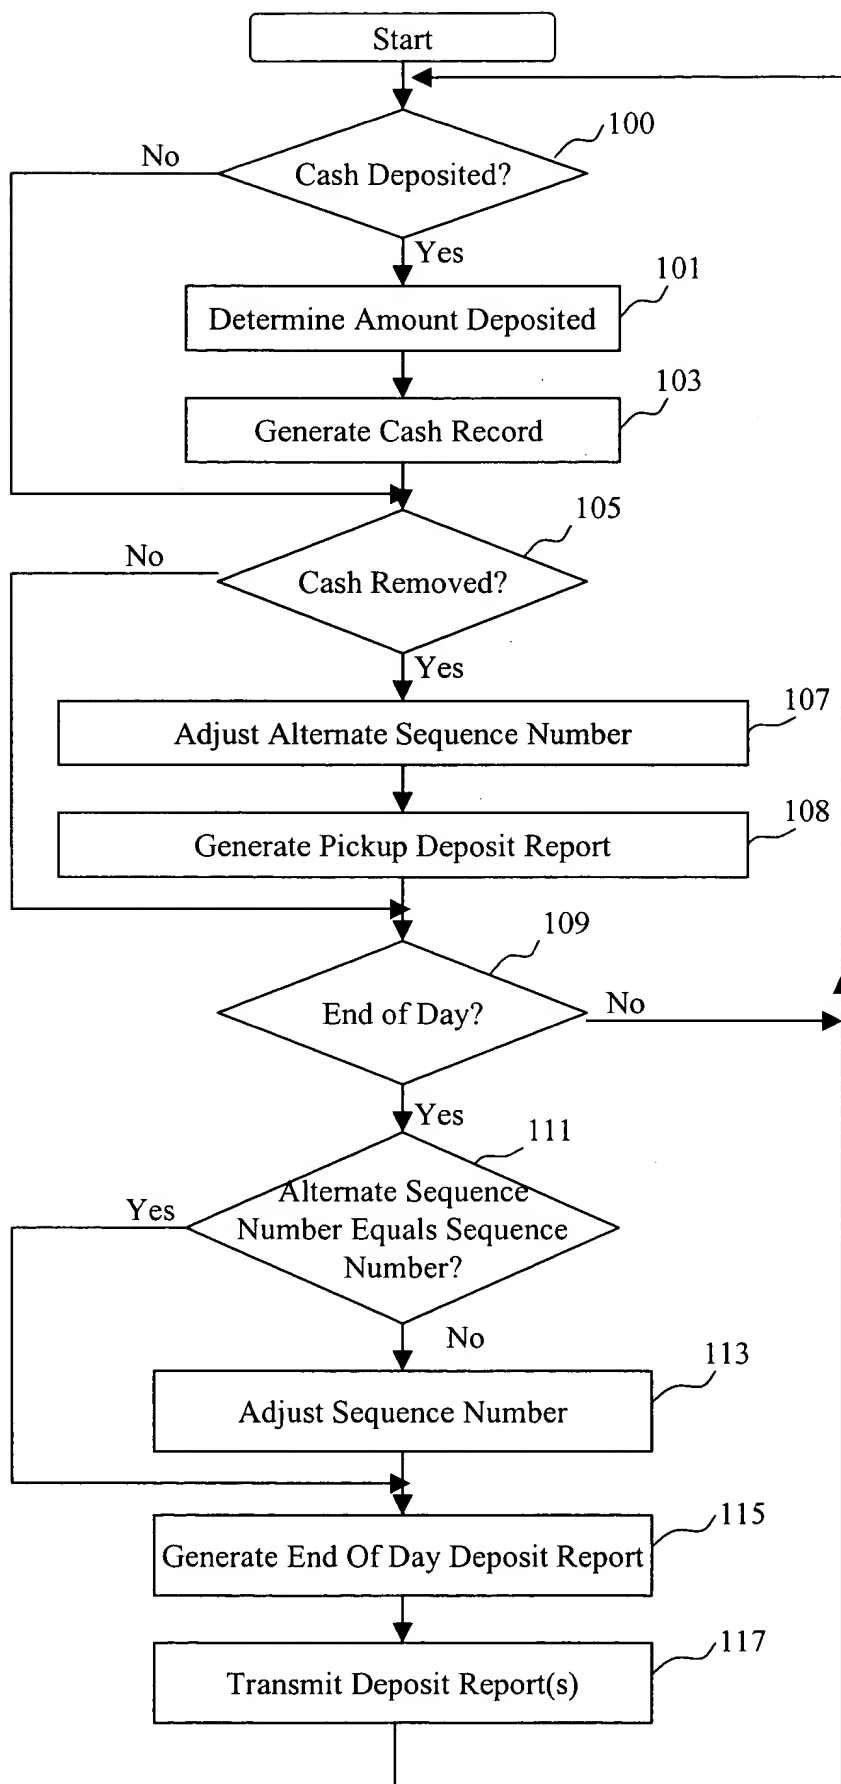 Start
100
No
Cash Deposited?
Yes
101
Determine Amount Deposited
103
Generate Cash Record
105
No
Cash Removed?
Yes
107
Adjust Alternate Sequence Number
108
Generate Pickup Deposit Report
109
End of Day?
No
Yes
111
Yes
Alternate Sequence
Number Equals Sequence
Number?
No
113
Adjust Sequence Number
115
Generate End Of Day Deposit Report
117
Transmit Deposit Report(s)